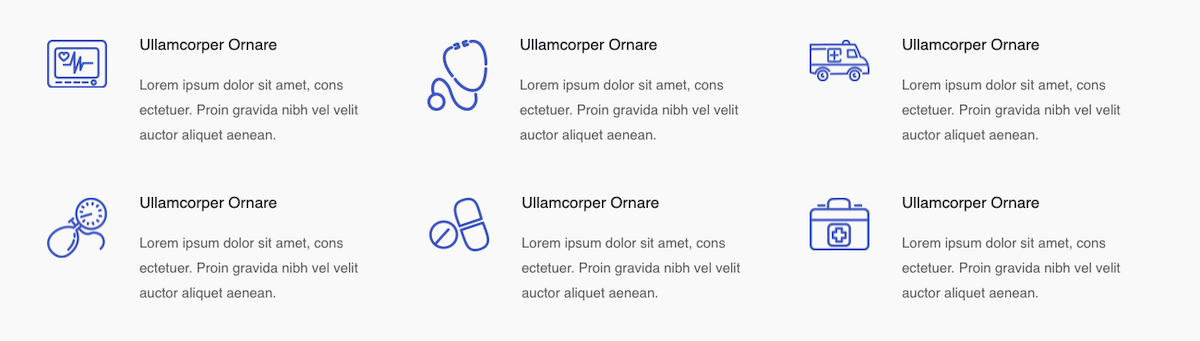 Ullamcorper Ornare
Lorem ipsum dolor sit amet, cons
ectetuer. Proin gravida nibh vel velit
auctor aliquet aenean.
Ullamcorper Ornare
Lorem ipsum dolor sit amet, cons
ectetuer. Proin gravida nibh vel velit
auctor aliquet aenean.
Ullamcorper Ornare
Lorem ipsum dolor sit amet, cons
ectetuer. Proin gravida nibh vel velit
auctor aliquet aenean.
Ullamcorper Ornare
Lorem ipsum dolor sit amet, cons
ectetuer. Proin gravida nibh vel velit
auctor aliquet aenean.
Ullamcorper Ornare
Lorem ipsum dolor sit amet, cons
ectetuer. Proin gravida nibh vel velit
auctor aliquet aenean.
Ullamcorper Ornare
Lorem ipsum dolor sit amet, cons
ectetuer. Proin gravida nibh vel velit
auctor aliquet aenean.